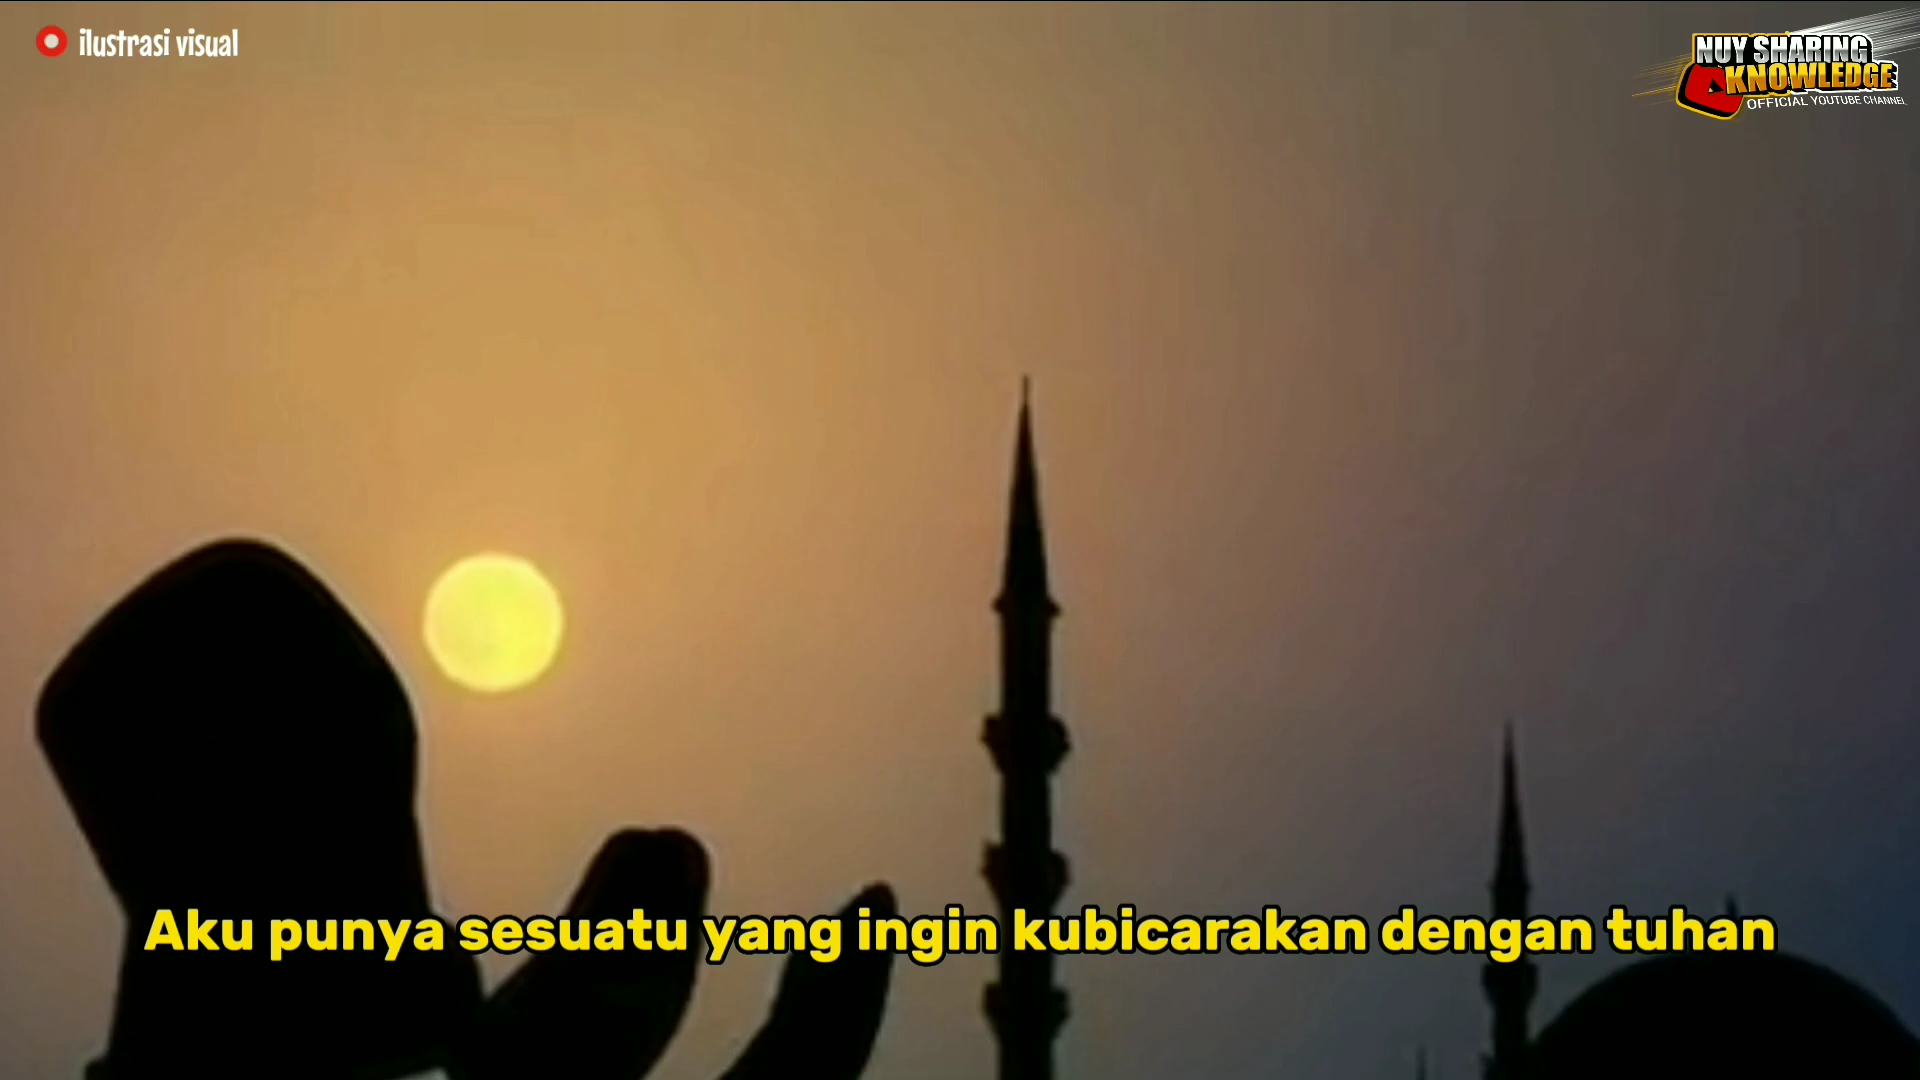 ilustrasi visual
NUY SHARING
KNOWLEDGE
OFFICIAL YOUTUBE CHANNEL
Aku punya sesuatu yang ingin kubicarakan dengan tuhan